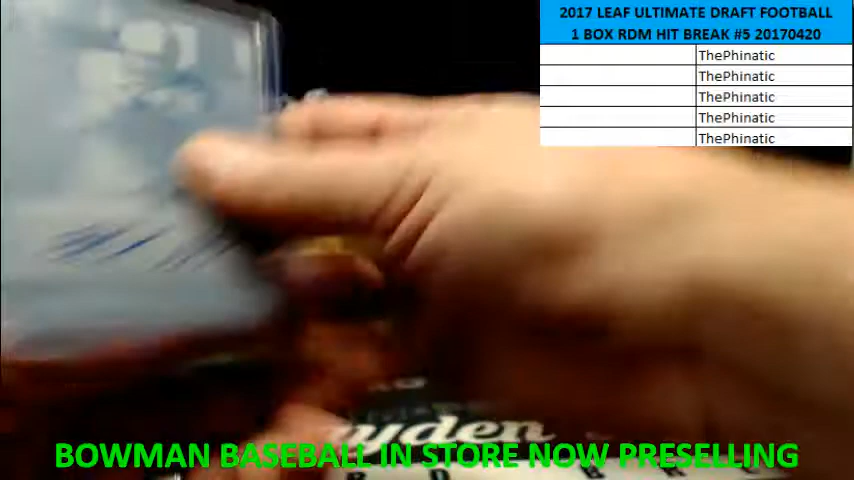 2017 LEAF ULTIMATE DRAFT FOOTBALL
1 BOX RDM HIT BREAK #5 20170420
ThePhinatic
ThePhinatic
ThePhinatic
ThePhinatic
ThePhinatic
yden
BOWMAN BASEBALL IN STORE NOW PRESELLING